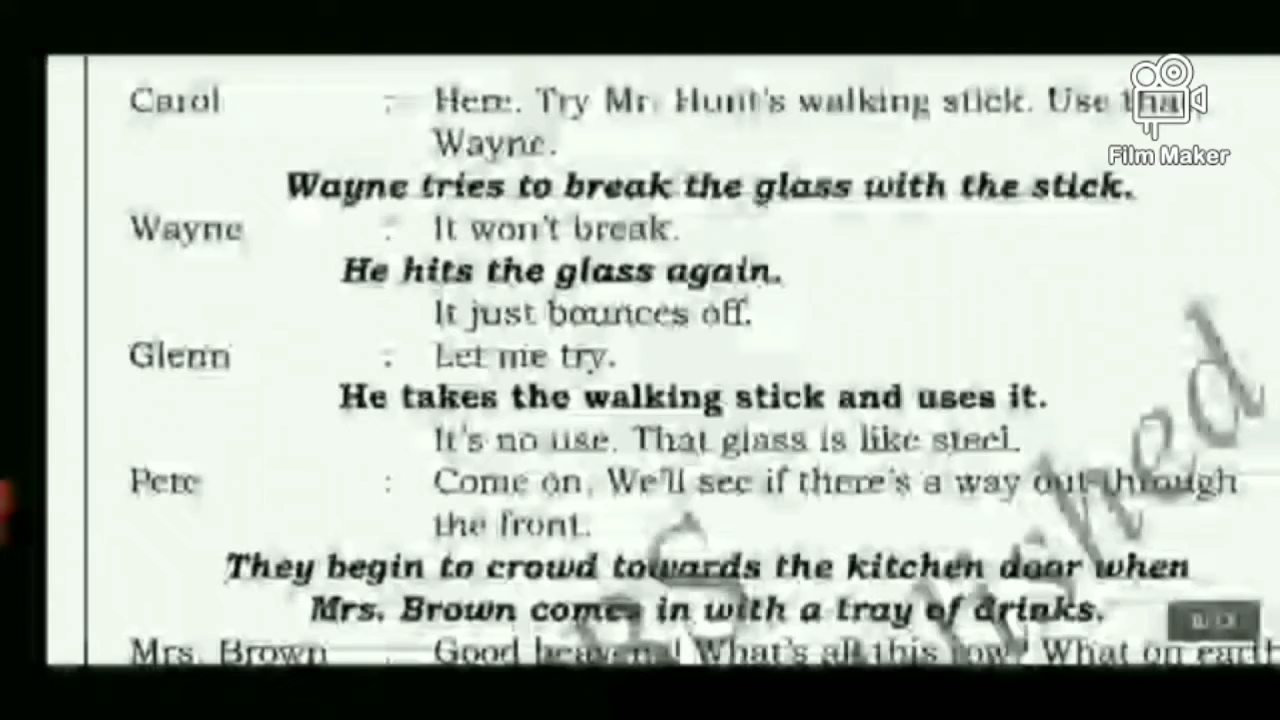 Carol : Here. Try Mr. Hunt's walking stick. Use that
Film Maker
Wayne.
Wayne tries to break the glass with the stick.
Wayne : It won't break.
He hits the glass again.
It just bounces off.
Glenn : Let me try.
He takes the walking stick and uses it.
It's no use. That glass is like steel.
Pete : Come on. We'll see if there's a way out through
the front.
They begin to crowd towards the kitchen door when
Mrs. Brown comes in with a tray of drinks.
Mrs. Brown : Good heavens! What's all this row? What on earth